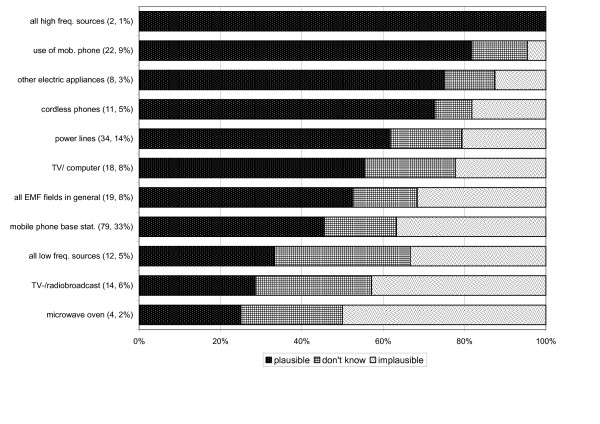 all high freq. sources (2, 1%)
use of mob. phone (22, 9%)
other electric appliances (8, 3%)
cordless phones (11, 5%)
power lines (34, 14%)
TV/ computer (18, 8%)
all EMF fields in general (19, 8%)
mobile phone base stat. (79, 33%)
all low freq. sources (12, 5%)
TV-/radiobroadcast (14, 6%)
microwave oven (4, 2%)
0% 20% 40% 60% 80% 100%
plausible don't know implausible